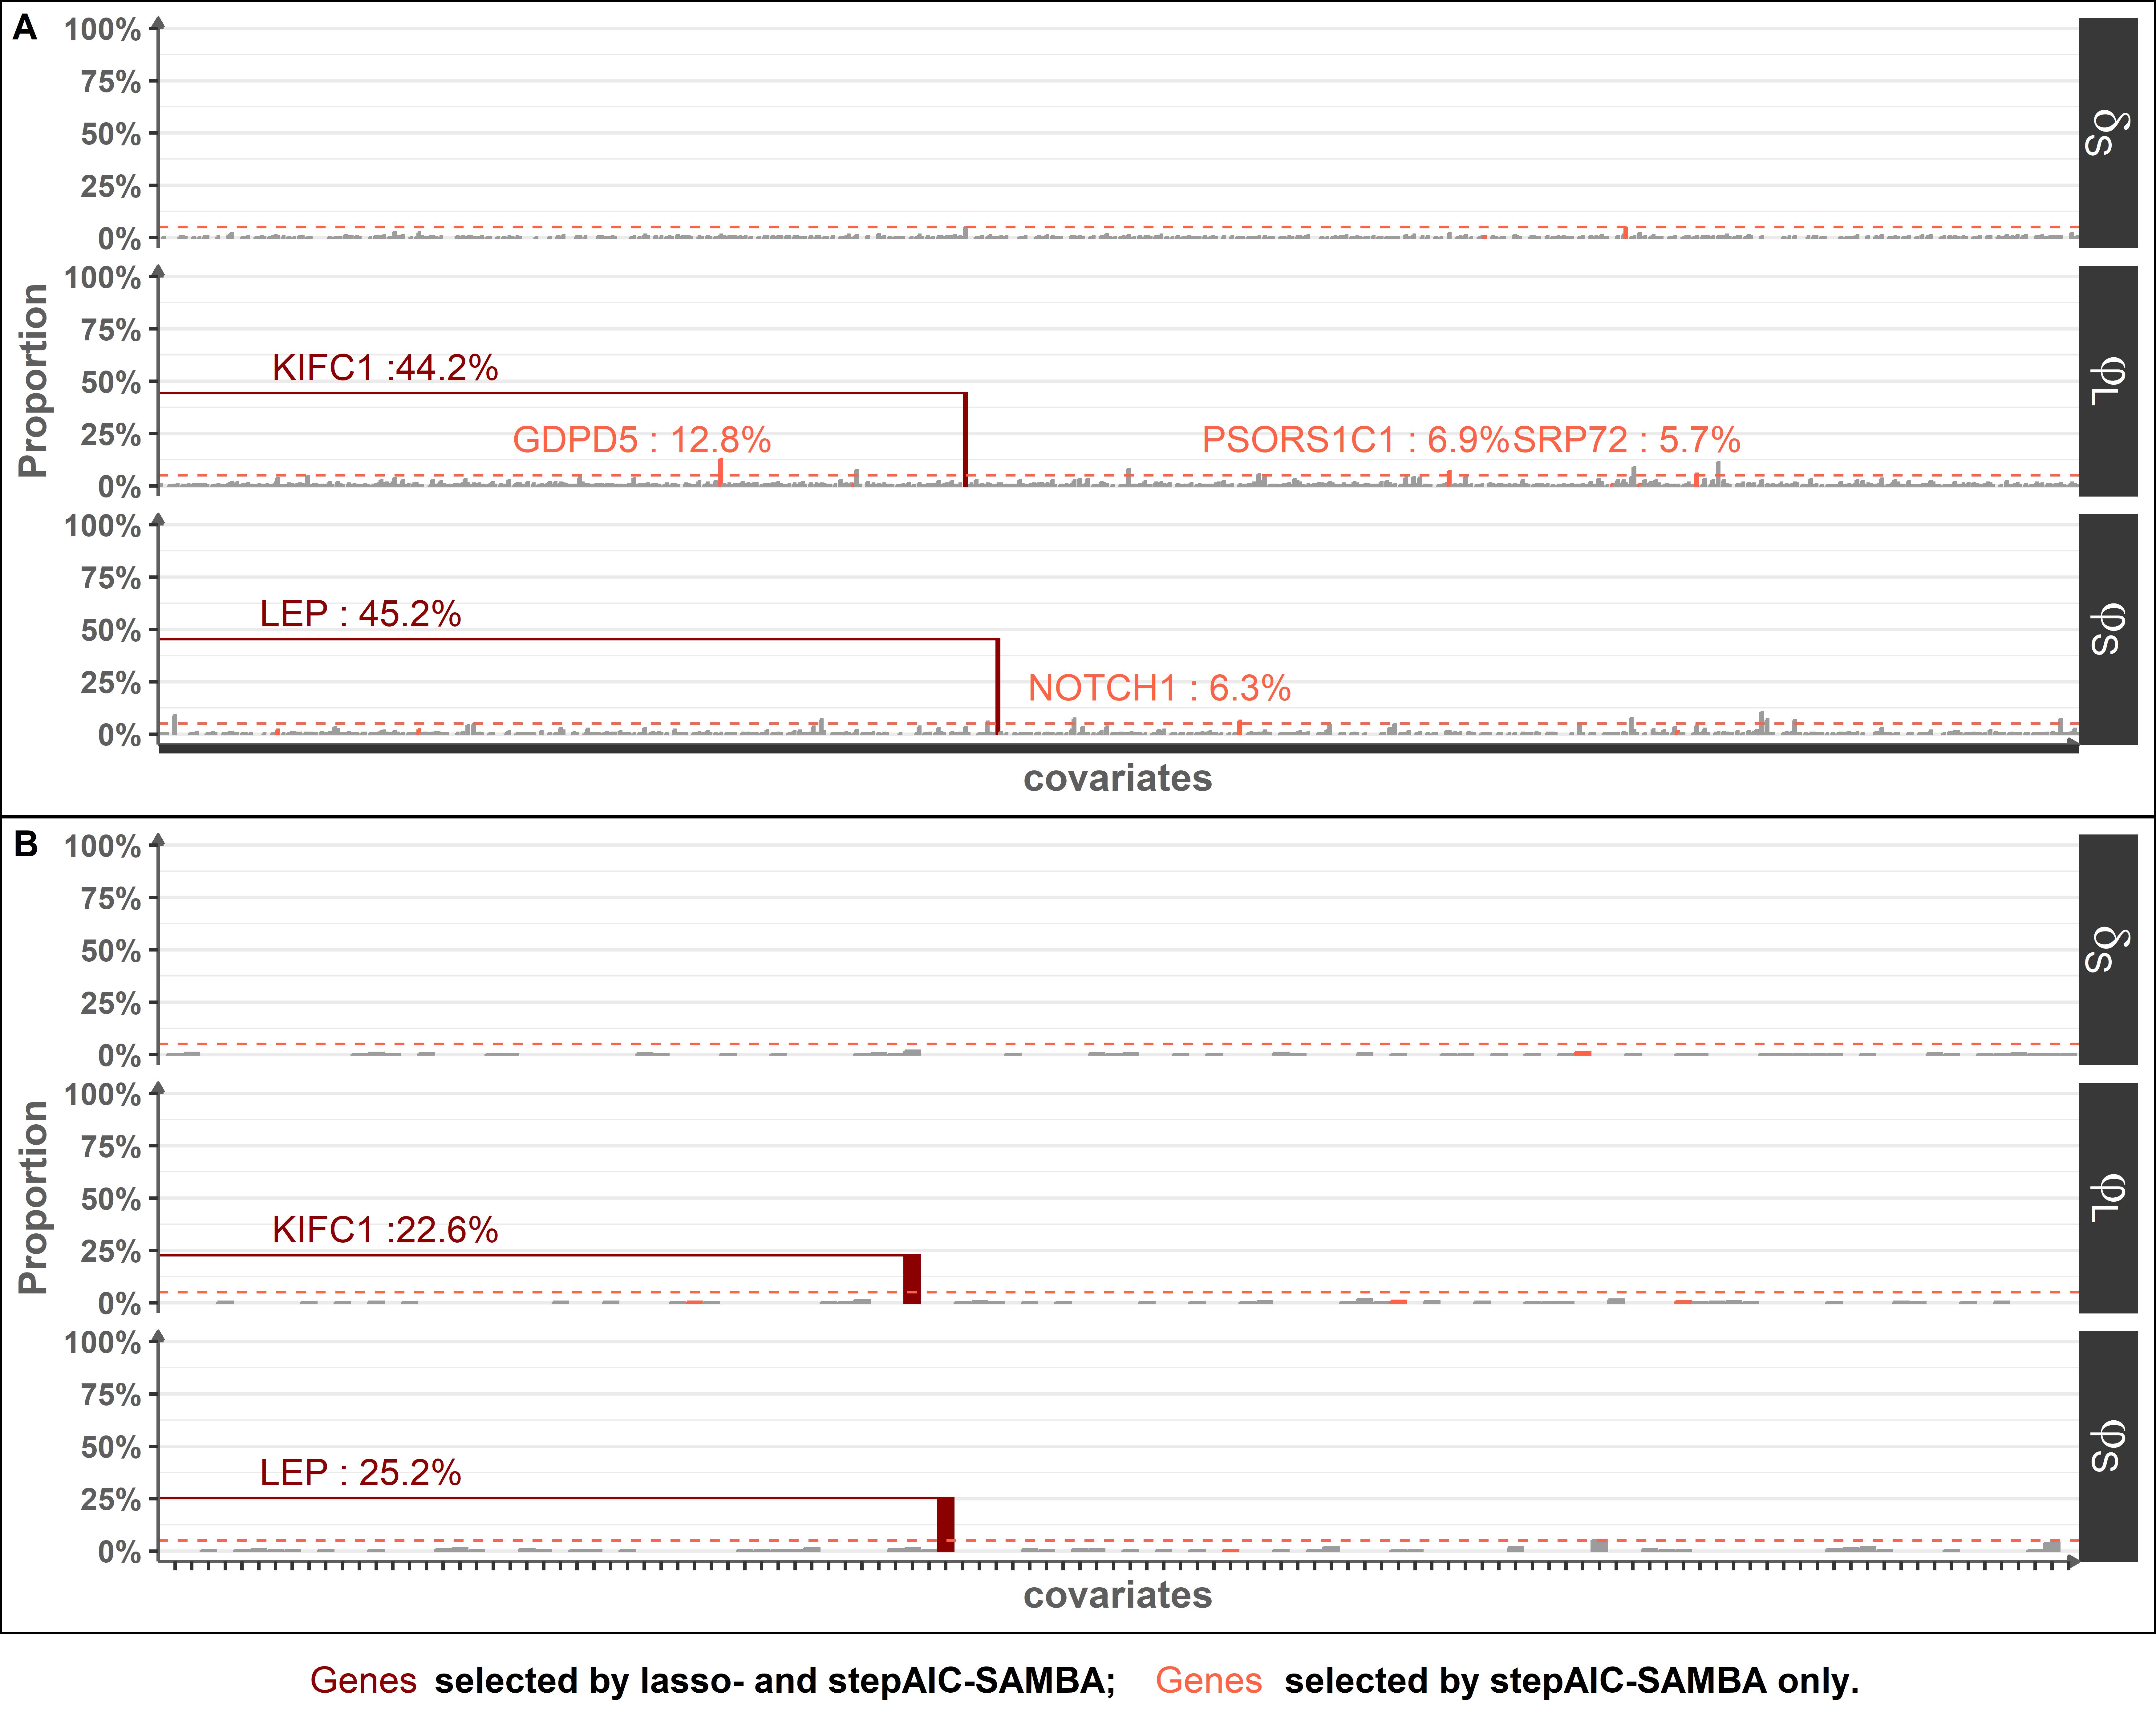 A
100%
75%
50%
25%
0%
δS
100%
75%
50%
25%
0%
KIFC1 :44.2%
GDPD5 : 12.8%
PSORS1C1 : 6.9%
SRP72 : 5.7%
φL
Proportion
100%
75%
50%
25%
0%
LEP : 45.2%
NOTCH1 : 6.3%
φS
covariates
B
100%
75%
50%
25%
0%
δS
100%
75%
50%
25%
0%
KIFC1 :22.6%
φL
Proportion
100%
75%
50%
25%
0%
LEP : 25.2%
φS
covariates
Genes selected by lasso- and stepAIC-SAMBA; Genes selected by stepAIC-SAMBA only.